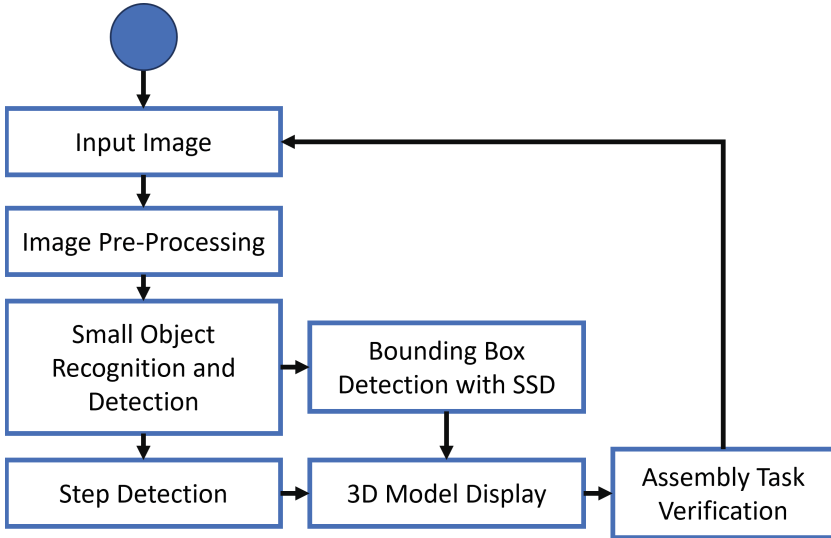 Input Image
Image Pre-Processing
Small Object
Recognition and
Detection
Bounding Box
Detection with SSD
Step Detection
3D Model Display
Assembly Task
Verification